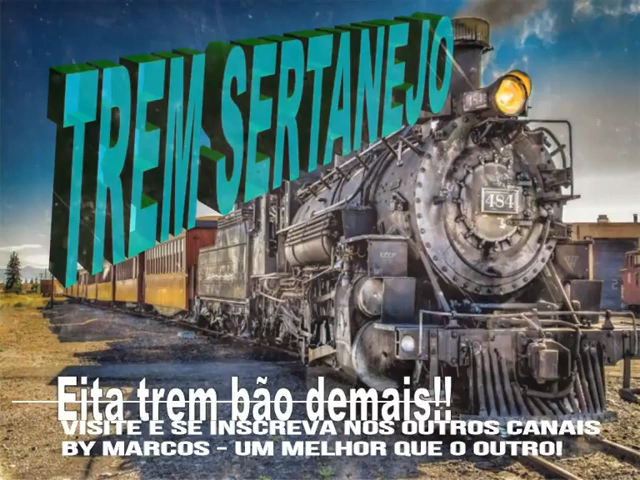 TREM SERTANEJO
484
Eita trem bão demais!!
VISITE E SE INSCREVA NOS OUTROS CANAIS
BY MARCOS - UM MELHOR QUE O OUTRO!